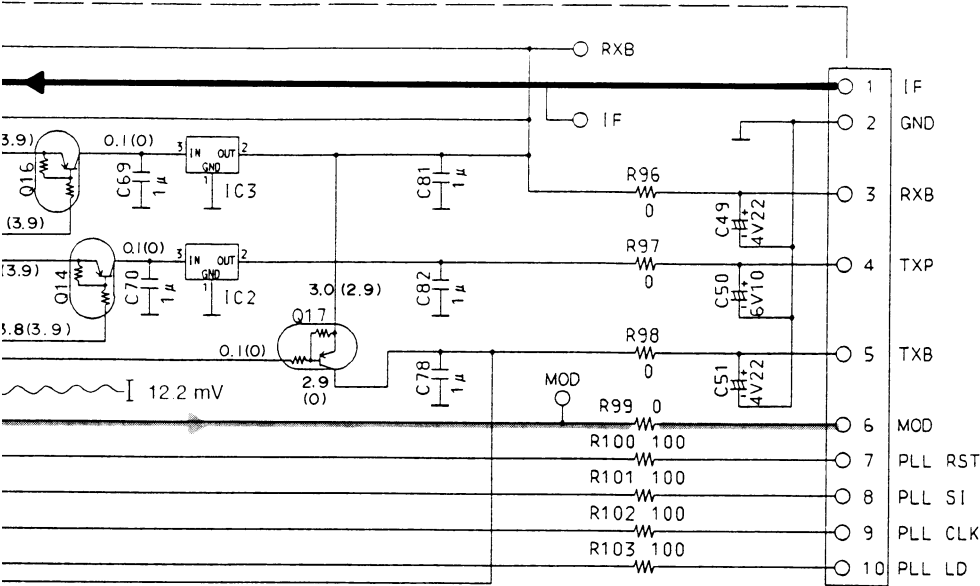 RXB
1 IF
2 GND
IF
3.9)
0.1(0)
3 IN OUT 2
GND
1
IC3
Q16
C69
1μ
C81
1μ
R96
0
3 RXB
C49
4V22
(3.9)
0.1(0)
3 IN OUT 2
GND
1
IC2
(3.9)
Q14
C70
1μ
C82
1μ
R97
0
4 TXP
C50
6V10
3.0 (2.9)
Q17
3.8(3.9)
0.1(0)
2.9
(0)
C78
1μ
R98
0
5 TXB
C51
4V22
12.2 mV
MOD
R99 0
6 MOD
R100 100
7 PLL RST
R101 100
8 PLL SI
R102 100
9 PLL CLK
R103 100
10 PLL LD